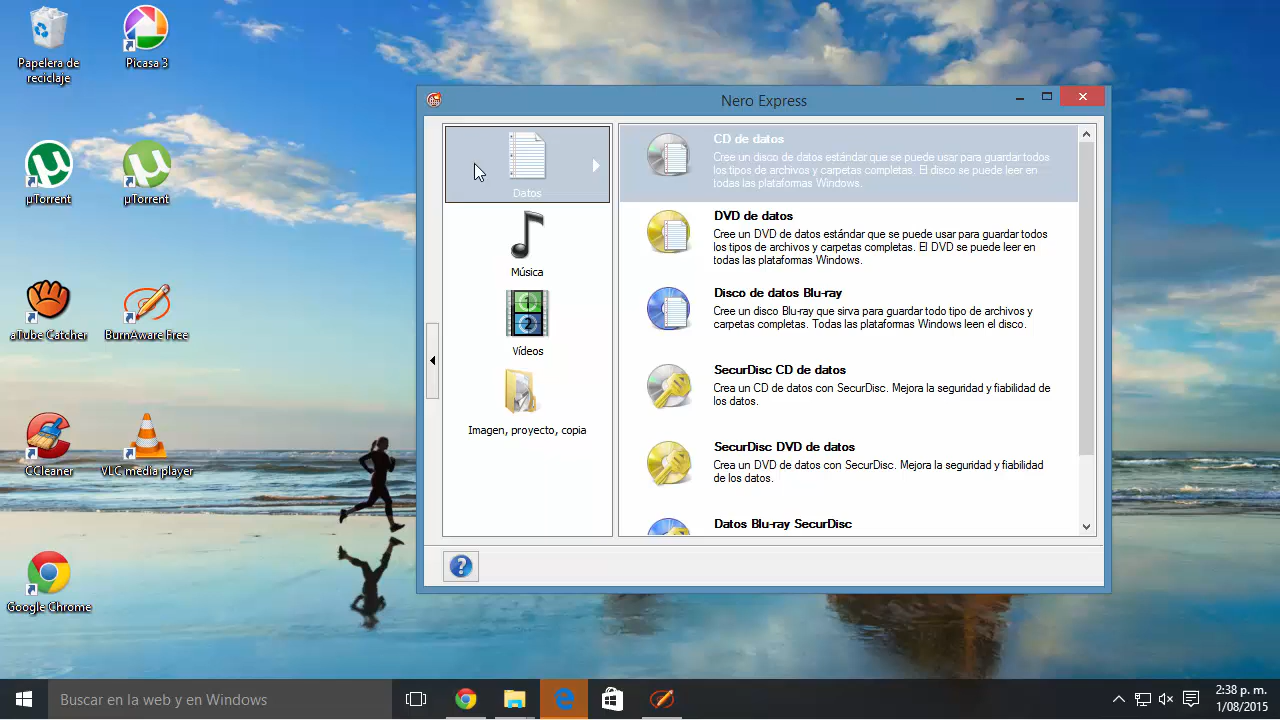 Papelera de
reciclaje
Picasa 3
µTorrent
µTorrent
aTube Catcher
BurnAware Free
CCleaner
VLC media player
Google Chrome
Nero Express
Datos
Música
1
2
Vídeos
Imagen, proyecto, copia
CD de datos
Cree un disco de datos estándar que se puede usar para guardar todos
los tipos de archivos y carpetas completas. El disco se puede leer en
todas las plataformas Windows.
DVD de datos
Cree un DVD de datos estándar que se puede usar para guardar todos
los tipos de archivos y carpetas completas. El DVD se puede leer en
todas las plataformas Windows.
Disco de datos Blu-ray
Cree un disco Blu-ray que sirva para guardar todo tipo de archivos y
carpetas completas. Todas las plataformas Windows leen el disco.
SecurDisc CD de datos
Crea un CD de datos con SecurDisc. Mejora la seguridad y fiabilidad de
los datos.
SecurDisc DVD de datos
Crea un DVD de datos con SecurDisc. Mejora la seguridad y fiabilidad
de los datos.
Datos Blu-ray SecurDisc
?
Buscar en la web y en Windows
2:38 p. m.
1/08/2015